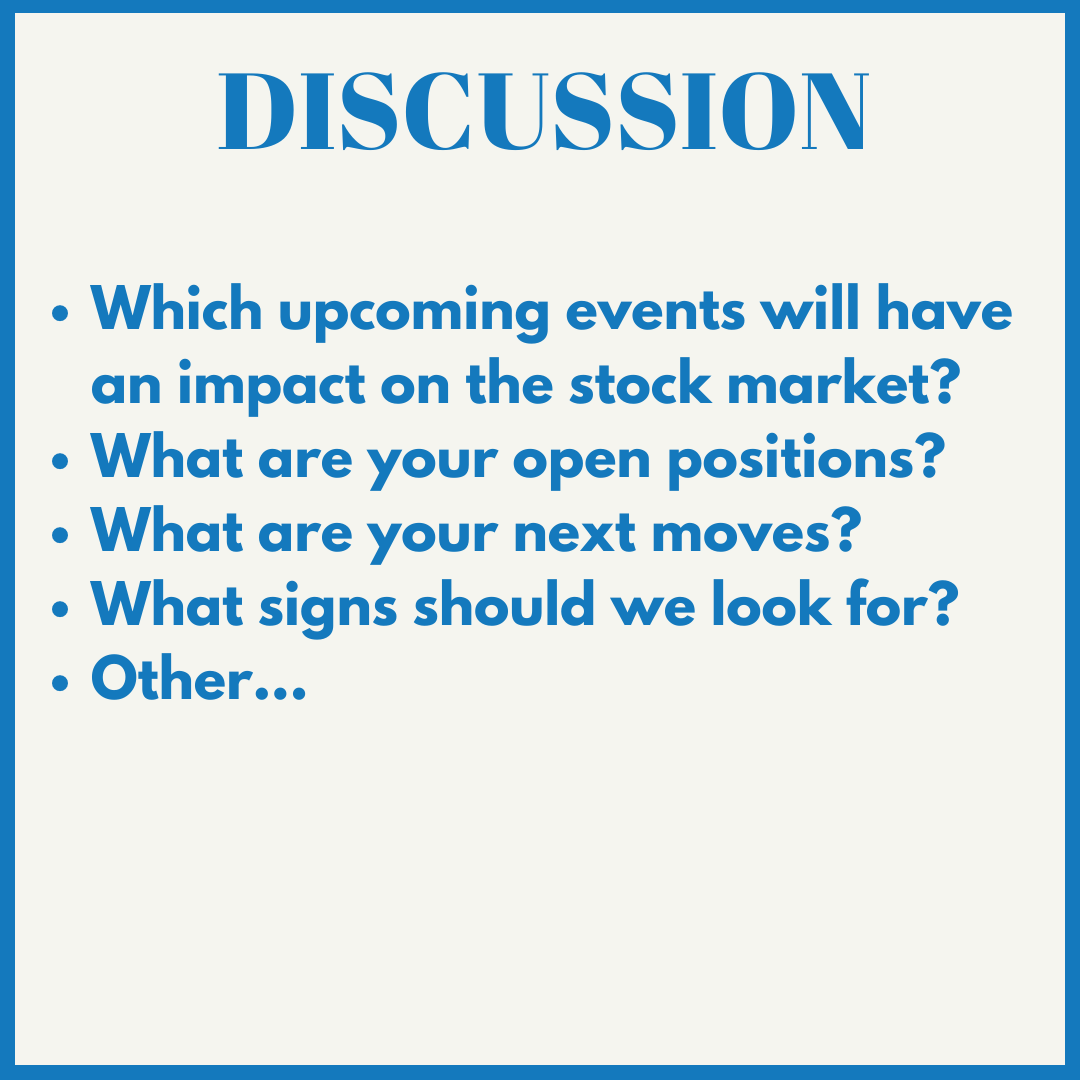 DISCUSSION
• Which upcoming events will have
an impact on the stock market?
• What are your open positions?
• What are your next moves?
• What signs should we look for?
• Other...